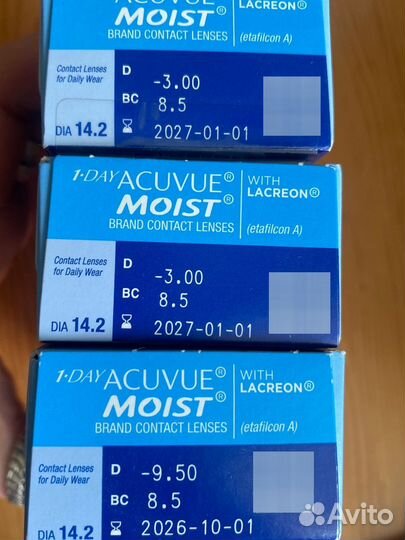 ACUVUE® WITH
MOIST® LACREON®
BRAND CONTACT LENSES (etafilcon A)
Contact Lenses
for Daily Wear
D -3.00
BC 8.5
DIA 14.2 2027-01-01
1·DAY ACUVUE® WITH
MOIST® LACREON®
BRAND CONTACT LENSES (etafilcon A)
Contact Lenses
for Daily Wear
D -3.00
BC 8.5
DIA 14.2 2027-01-01
1·DAY ACUVUE® WITH
MOIST® LACREON®
BRAND CONTACT LENSES (etafilcon A)
Contact Lenses
for Daily Wear
D -9.50
BC 8.5
DIA 14.2 2026-10-01
Avito